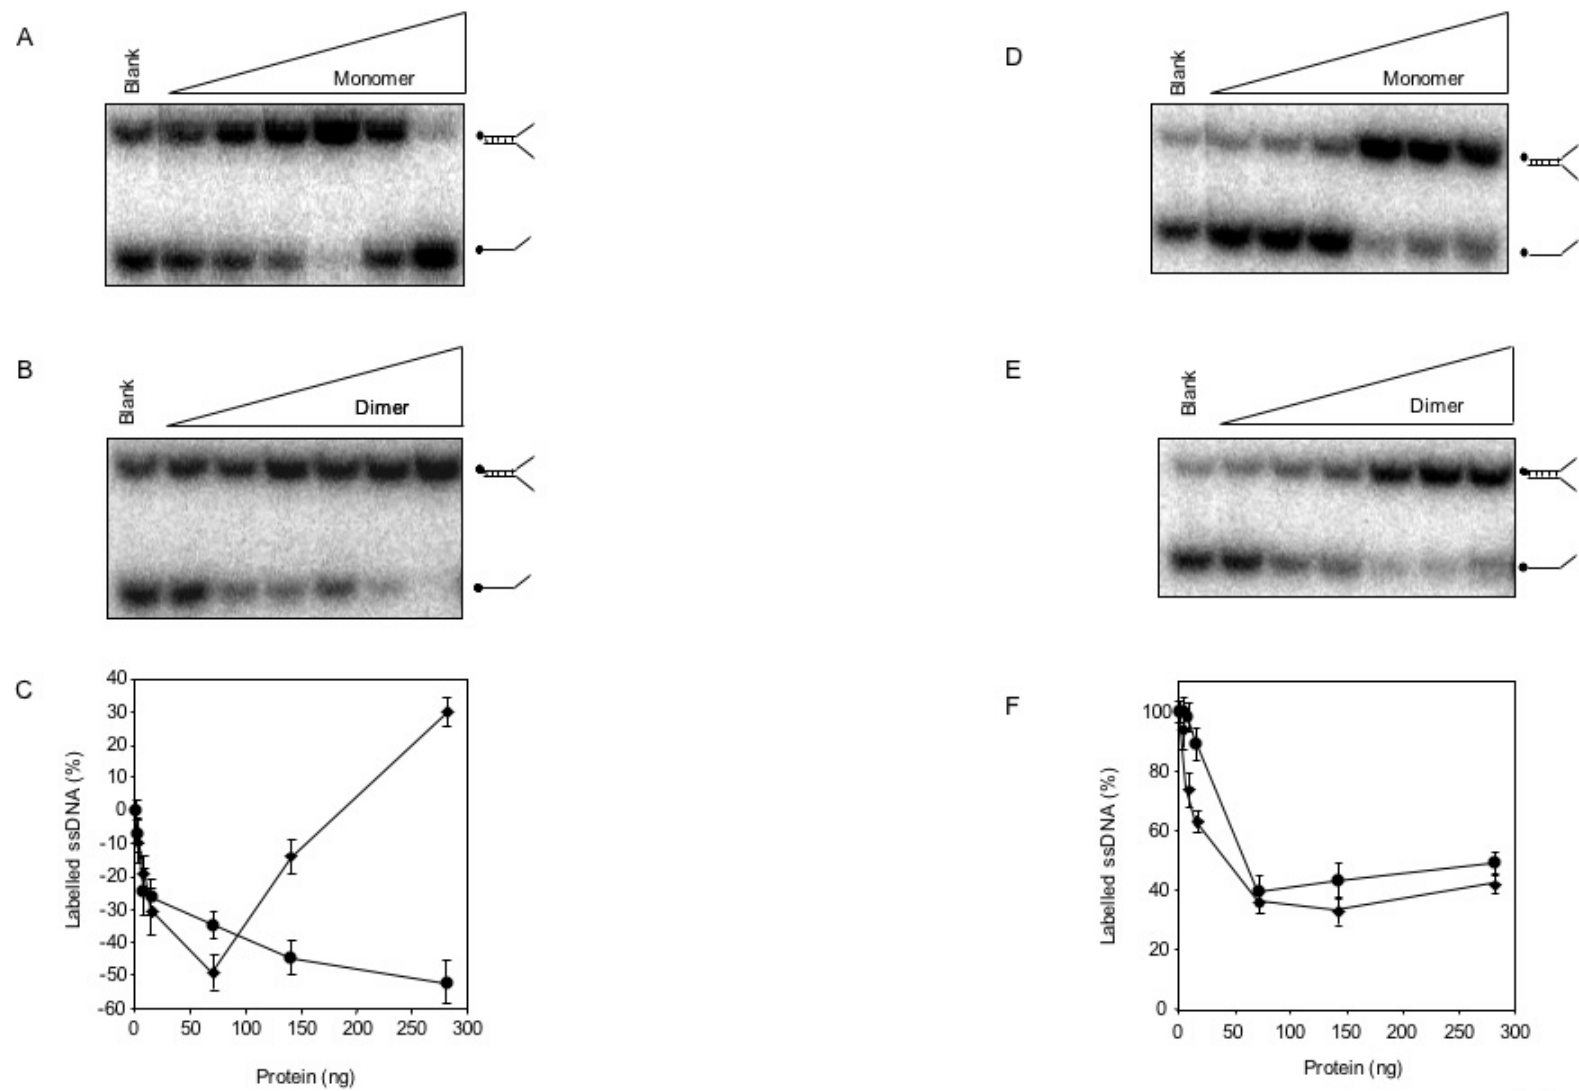 A
Blank
Monomer
B
Blank
Dimer
C
Labelled ssDNA (%)
40
30
20
10
0
-10
-20
-30
-40
-50
-60
0 50 100 150 200 250 300
Protein (ng)
D
Blank
Monomer
E
Blank
Dimer
F
Labelled ssDNA (%)
100
80
60
40
20
0
0 50 100 150 200 250 300
Protein (ng)